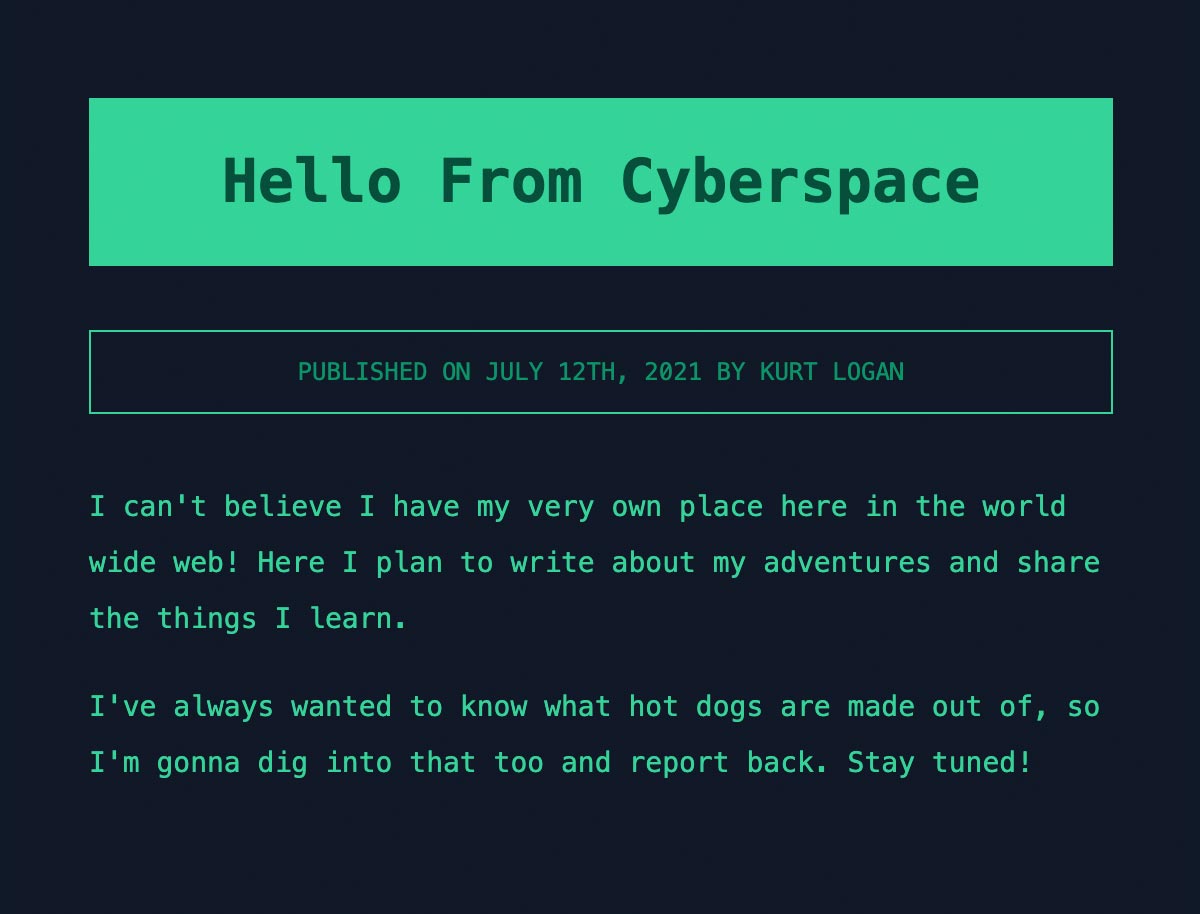 Hello From Cyberspace
PUBLISHED ON JULY 12TH, 2021 BY KURT LOGAN
I can't believe I have my very own place here in the world
wide web! Here I plan to write about my adventures and share
the things I learn.
I've always wanted to know what hot dogs are made out of, so
I'm gonna dig into that too and report back. Stay tuned!